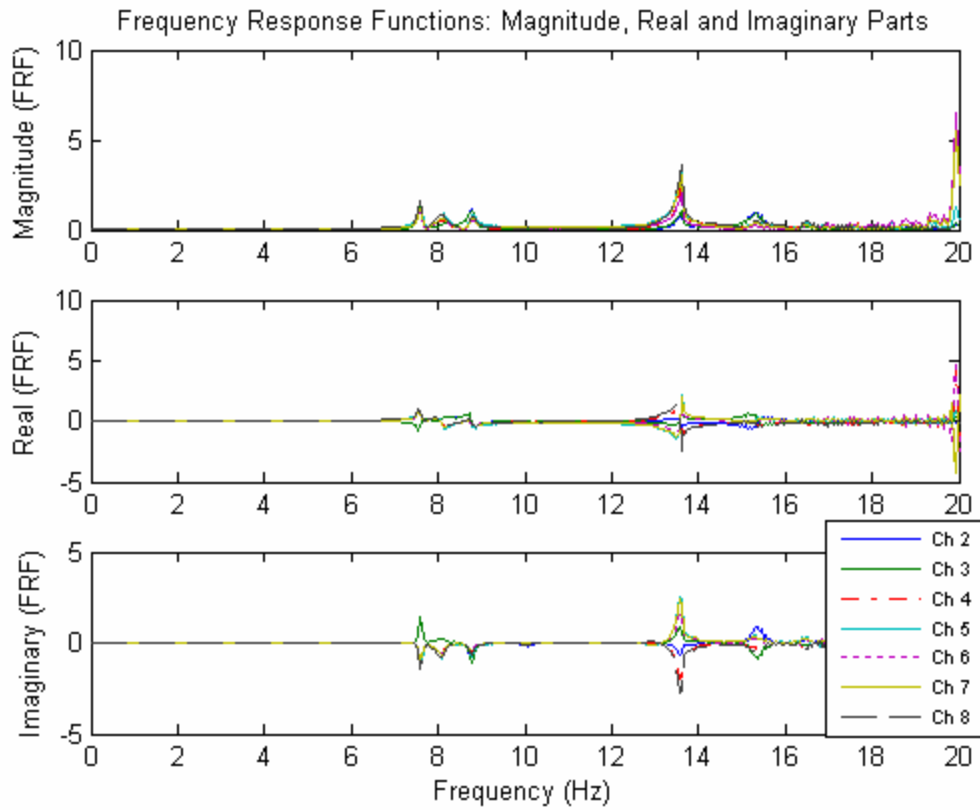 Frequency Response Functions: Magnitude, Real and Imaginary Parts
Magnitude (FRF)
10
5
0
0 2 4 6 8 10 12 14 16 18 20
Real (FRF)
10
5
0
-5
0 2 4 6 8 10 12 14 16 18 20
Imaginary (FRF)
5
0
-5
Ch 2
Ch 3
Ch 4
Ch 5
Ch 6
Ch 7
Ch 8
0 2 4 6 8 10 12 14 16 18 20
Frequency (Hz)